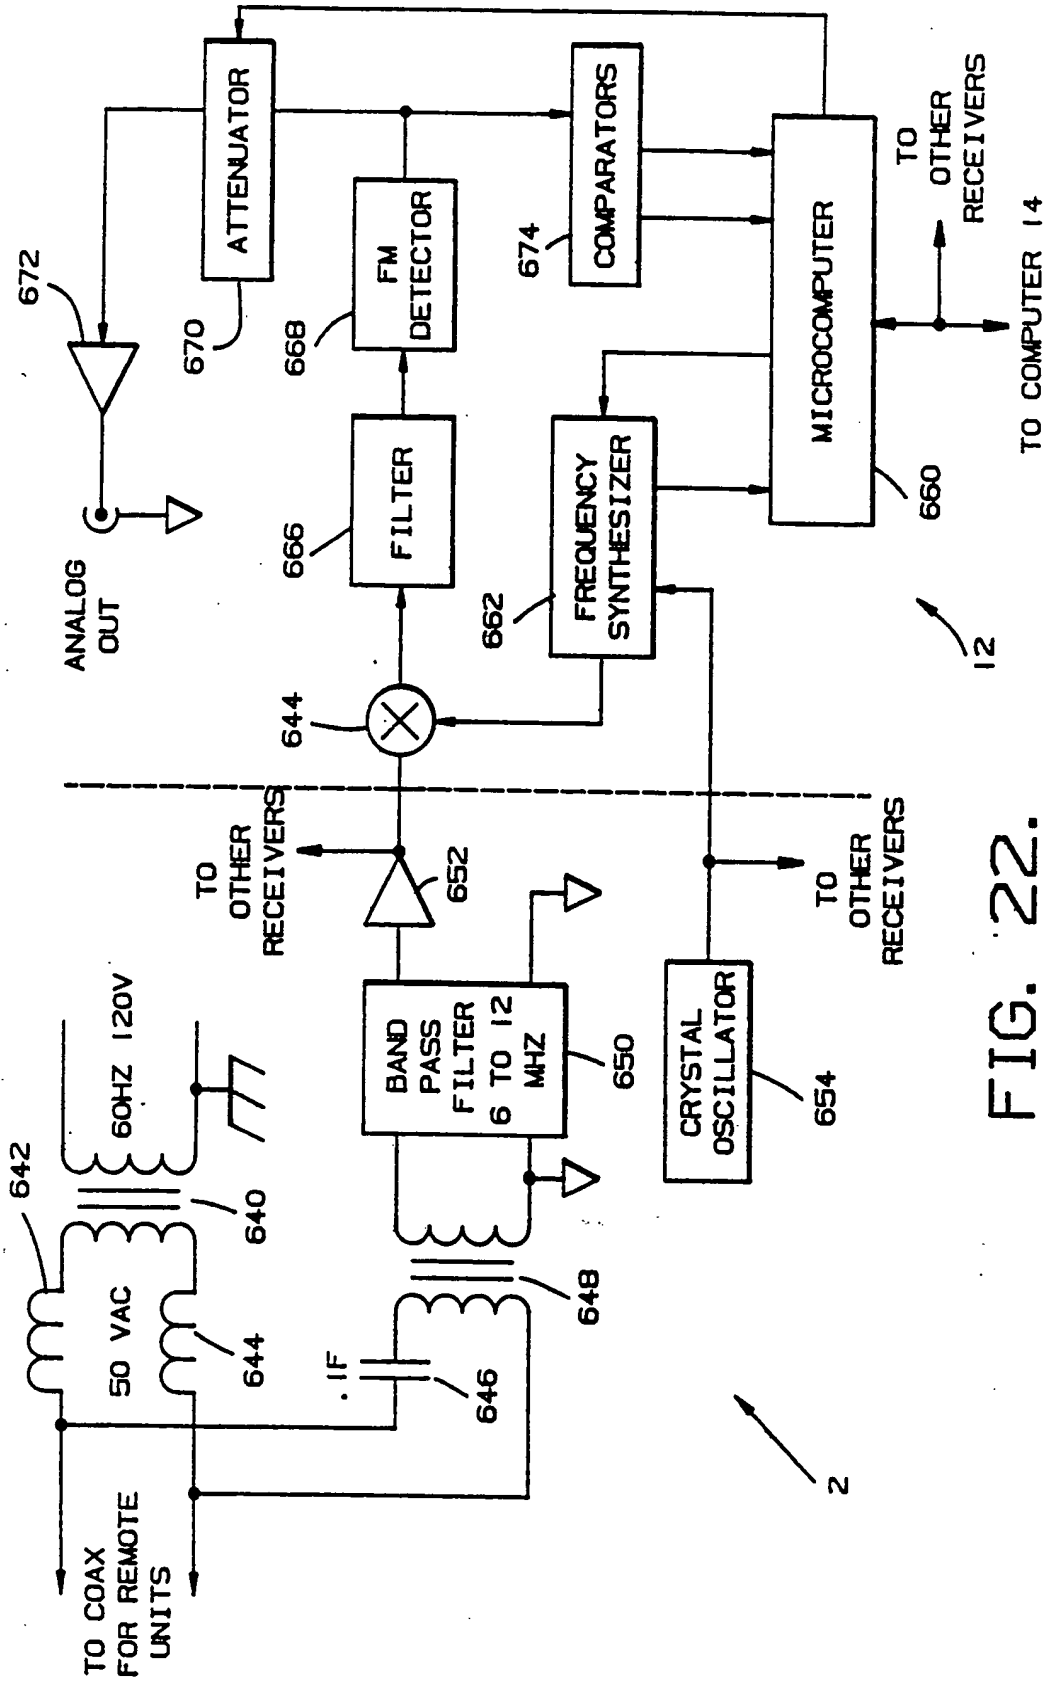 642
60HZ 120V
50 VAC
640
644
TO COAX
FOR REMOTE
UNITS
.1F
646
648
BAND
PASS
FILTER
6 TO 12
MHZ
650
652
TO
OTHER
RECEIVERS
CRYSTAL
OSCILLATOR
654
TO
OTHER
RECEIVERS
2
ANALOG
OUT
672
ATTENUATOR
670
644
FILTER
666
FM
DETECTOR
668
COMPARATORS
674
FREQUENCY
SYNTHESIZER
662
MICROCOMPUTER
660
TO
OTHER
RECEIVERS
TO COMPUTER 14
12
FIG. 22.